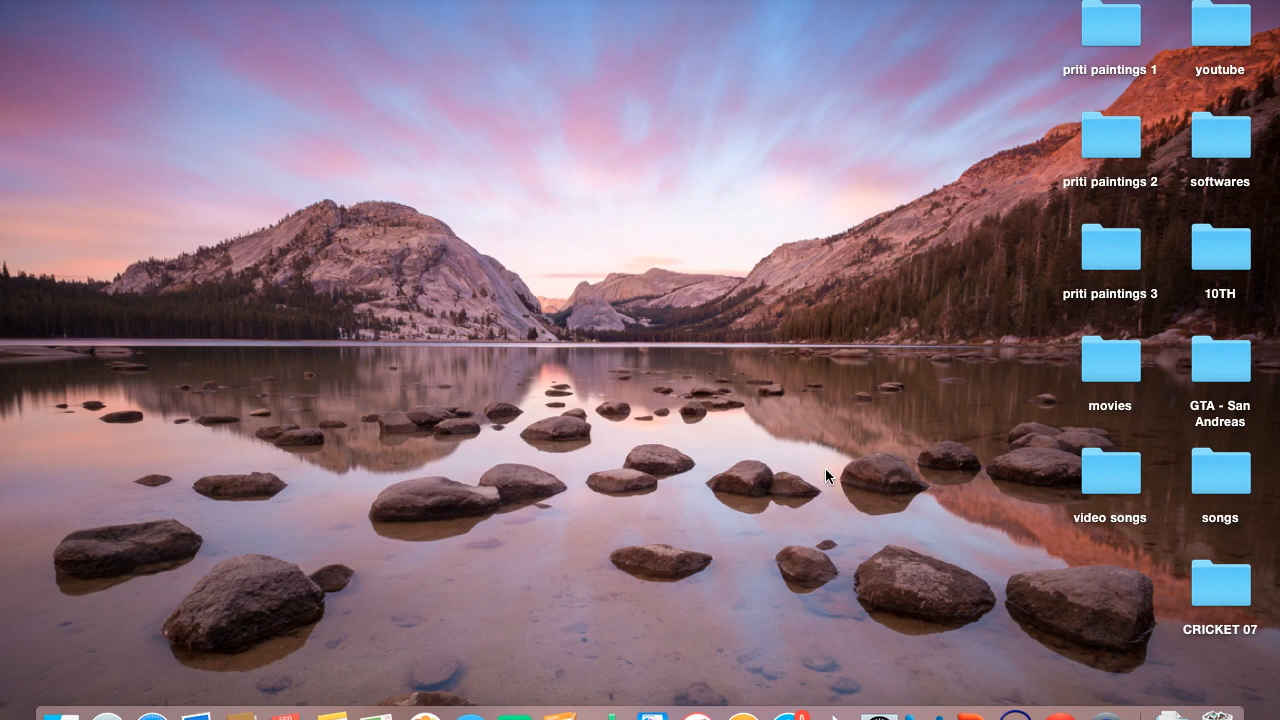 priti paintings 1
youtube
priti paintings 2
softwares
priti paintings 3
10TH
movies
GTA - San
Andreas
video songs
songs
CRICKET 07
6